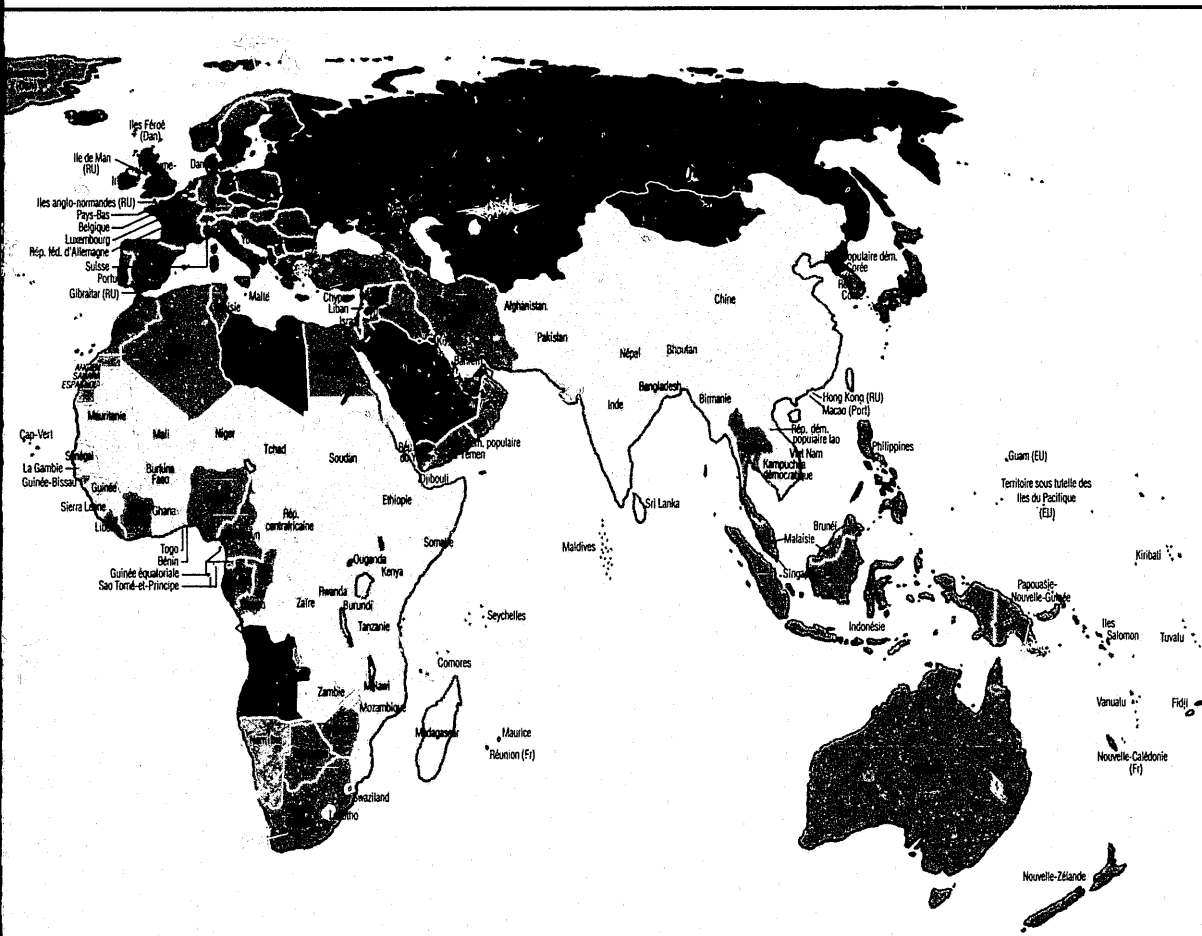 Iles Féroé
(Dan)
Ile de Man
(RU)
Iles anglo-normandes (RU)
Pays-Bas
Belgique
Luxembourg
Rép. féd. d'Allemagne
Suisse
Gibraltar (RU)
Malte
Liban
Afghanistan
Pakistan
Chine
Népal
Bhoutan
Bangladesh
Inde
Birmanie
Hong Kong (RU)
Macao (Port)
Rép. dém.
populaire lao
Viet Nam
Kampuchea
démocratique
Philippines
Guam (EU)
Territoire sous tutelle des
Iles du Pacifique
(EU)
Mauritanie
Mali
Niger
Tchad
Soudan
Cap-Vert
Sénégal
La Gambie
Guinée-Bissau
Guinée
Burkina
Faso
Sierra Leone
Ghana
Togo
Bénin
Guinée équatoriale
Sao Tomé-et-Principe
Rép.
centrafricaine
Djibouti
Ethiopie
Somalie
Ouganda
Kenya
Rwanda
Burundi
Zaïre
Tanzanie
Seychelles
Comores
Zambie
Malawi
Mozambique
Madagascar
Maurice
Réunion (Fr)
Swaziland
Maldives
Sri Lanka
Brunéi
Malaisie
Indonésie
Papouasie-
Nouvelle-Guinée
Kiribati
Iles
Salomon
Tuvalu
Vanuatu
Fidji
Nouvelle-Calédonie
(Fr)
Nouvelle-Zélande